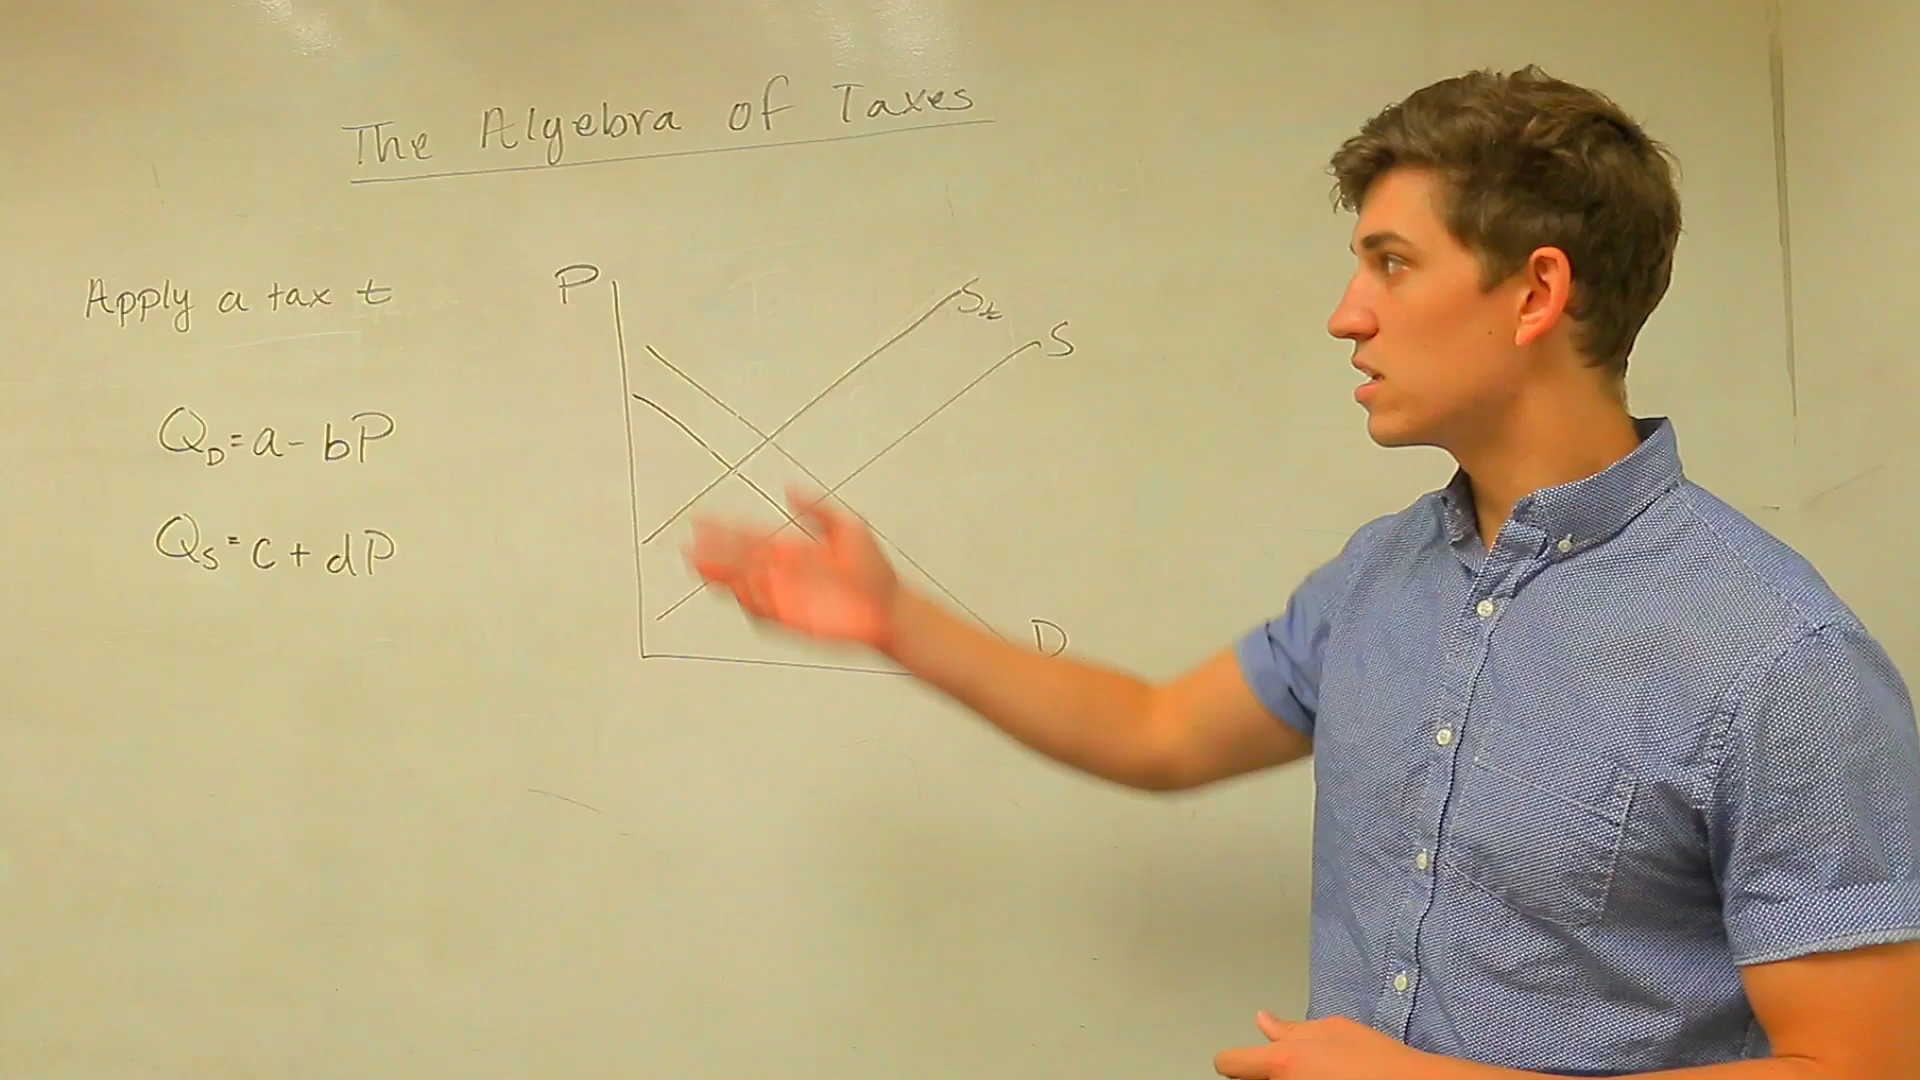 The Algebra of Taxes
Apply a tax t
Q_D = a - bP
Q_S = c + dP
P
S_t
S
D